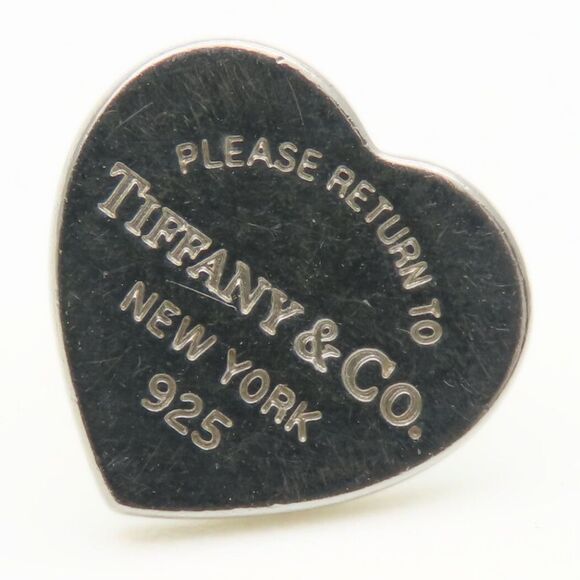 PLEASE RETURN TO
TIFFANY & CO.
NEW YORK
925